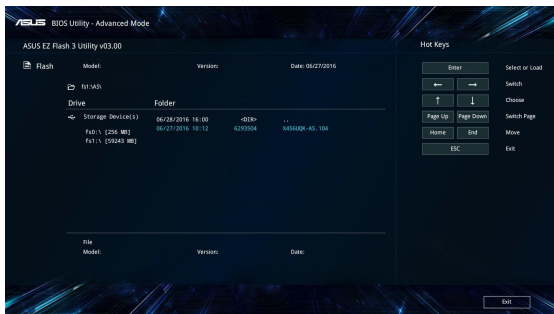 ASUS BIOS Utility - Advanced Mode
ASUS EZ Flash 3 Utility v03.00
Hot Keys
Flash Model: Version: Date: 06/27/2016
fs1:\AS\
Drive Folder
Storage Device(s)
fs0:\ [256 MB]
fs1:\ [59243 MB]
06/28/2016 16:00 <DIR> ..
06/27/2016 10:12 6293504 X456UQK-AS.104
File
Model: Version: Date:
Enter Select or Load
← → Switch
↑ ↓ Choose
Page Up Page Down Switch Page
Home End Move
ESC Exit
Exit